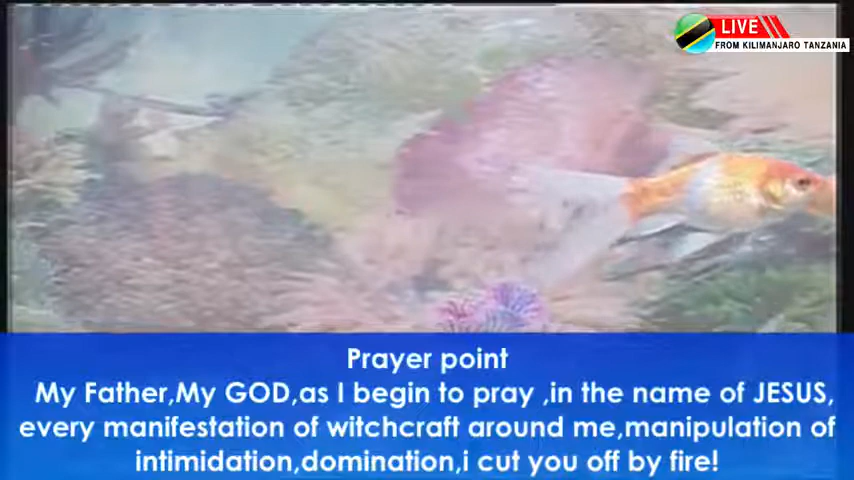 LIVE
FROM KILIMANJARO TANZANIA
Prayer point
My Father,My GOD,as I begin to pray ,in the name of JESUS,
every manifestation of witchcraft around me,manipulation of
intimidation,domination,i cut you off by fire!